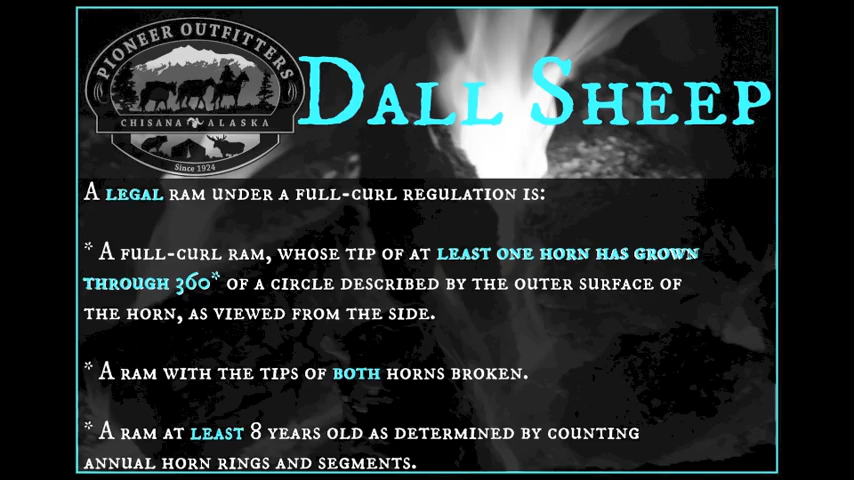 PIONEER OUTFITTERS
CHISANA ALASKA
Since 1924
DALL SHEEP
A LEGAL RAM UNDER A FULL-CURL REGULATION IS:
* A FULL-CURL RAM, WHOSE TIP OF AT LEAST ONE HORN HAS GROWN
THROUGH 360* OF A CIRCLE DESCRIBED BY THE OUTER SURFACE OF
THE HORN, AS VIEWED FROM THE SIDE.
* A RAM WITH THE TIPS OF BOTH HORNS BROKEN.
* A RAM AT LEAST 8 YEARS OLD AS DETERMINED BY COUNTING
ANNUAL HORN RINGS AND SEGMENTS.